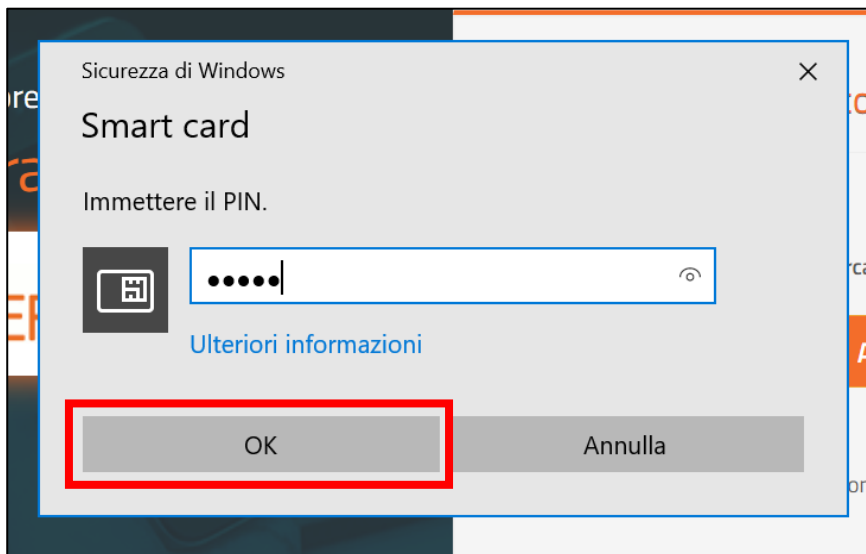 Sicurezza di Windows
Smart card
Immettere il PIN.
•••••
Ulteriori informazioni
OK
Annulla